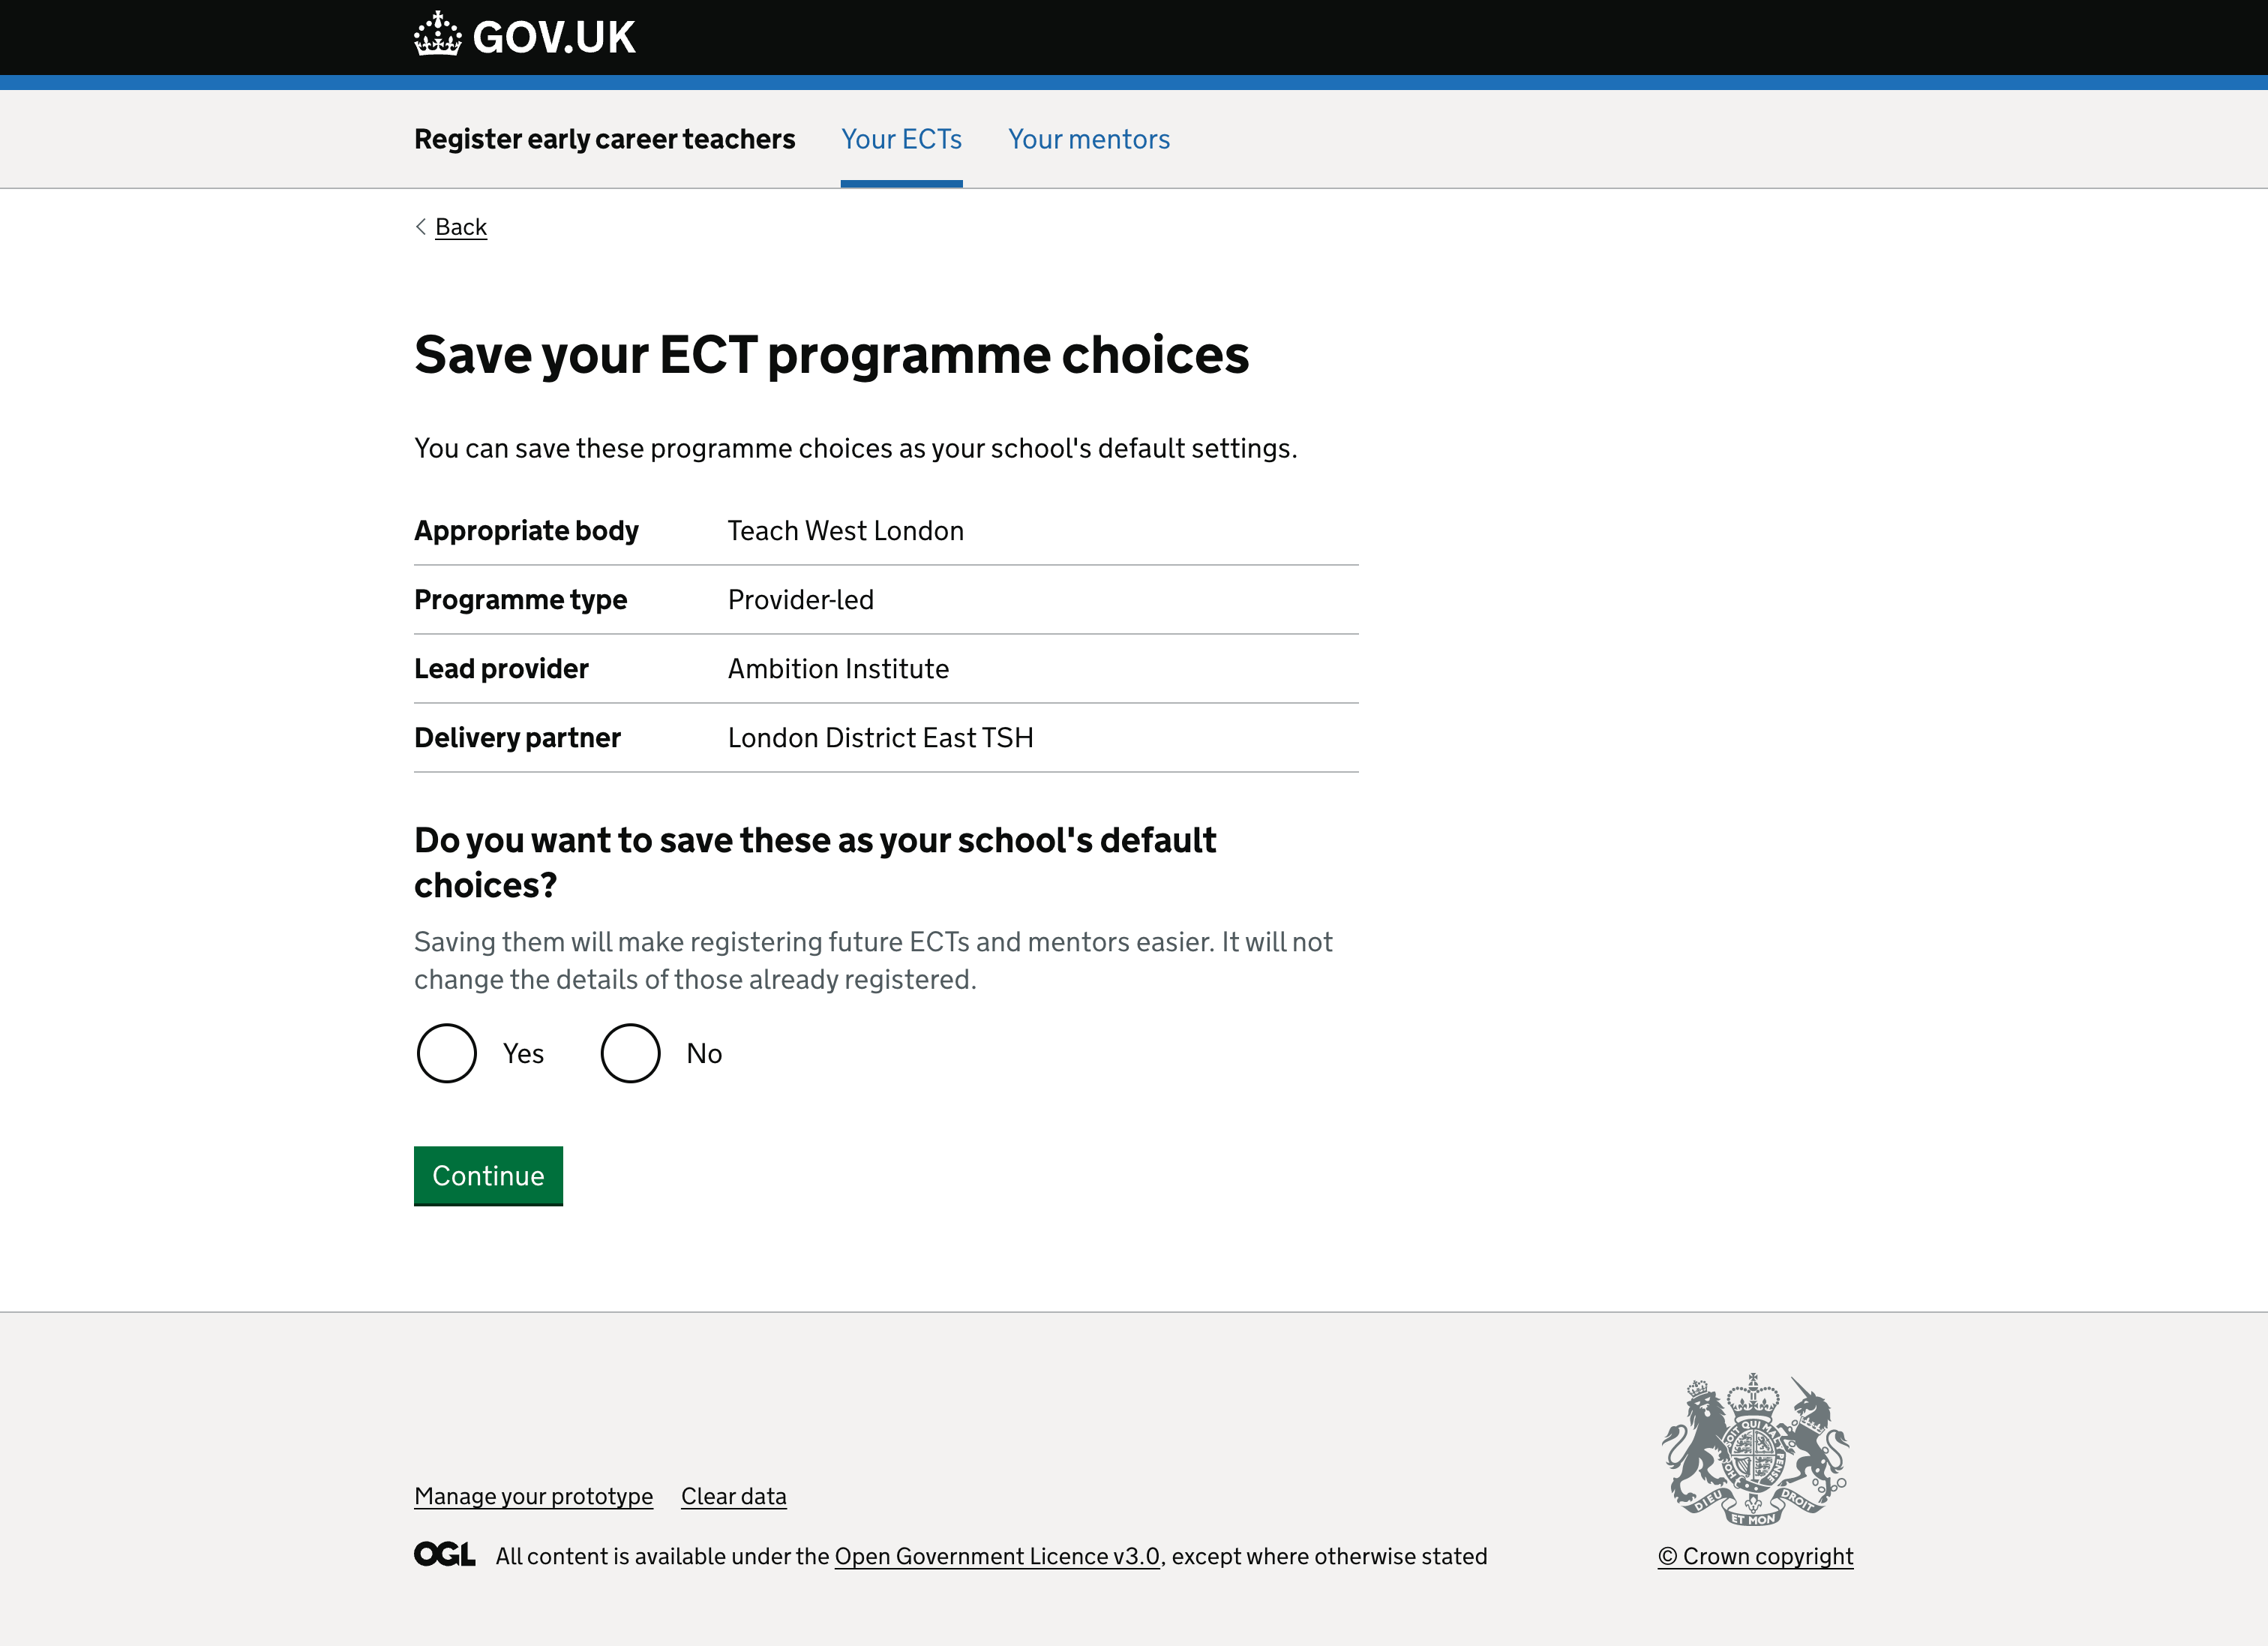 GOV.UK
Register early career teachers Your ECTs Your mentors
Back
Save your ECT programme choices
You can save these programme choices as your school's default settings.
Appropriate body Teach West London
Programme type Provider-led
Lead provider Ambition Institute
Delivery partner London District East TSH
Do you want to save these as your school's default
choices?
Saving them will make registering future ECTs and mentors easier. It will not
change the details of those already registered.
Yes No
Continue
SOIT QUI MAL Y PENSE
HON
DIEU ET MON DROIT
Manage your prototype Clear data
OGL All content is available under the Open Government Licence v3.0, except where otherwise stated
© Crown copyright